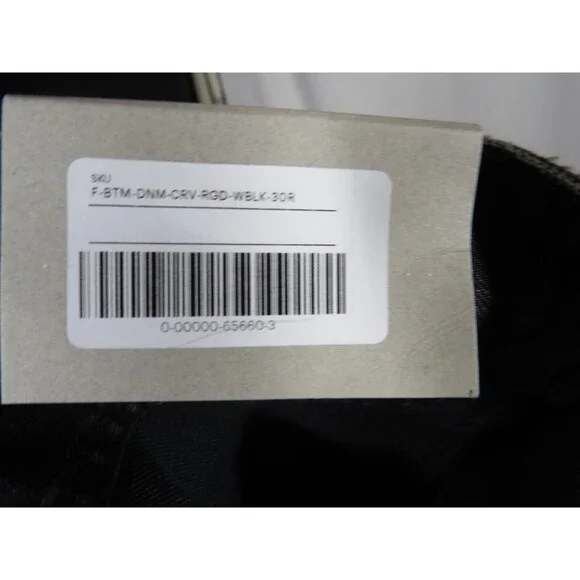 SKU
F-BTM-DNM-CRV-RGD-WBLK-30R
0-00000-65660-3